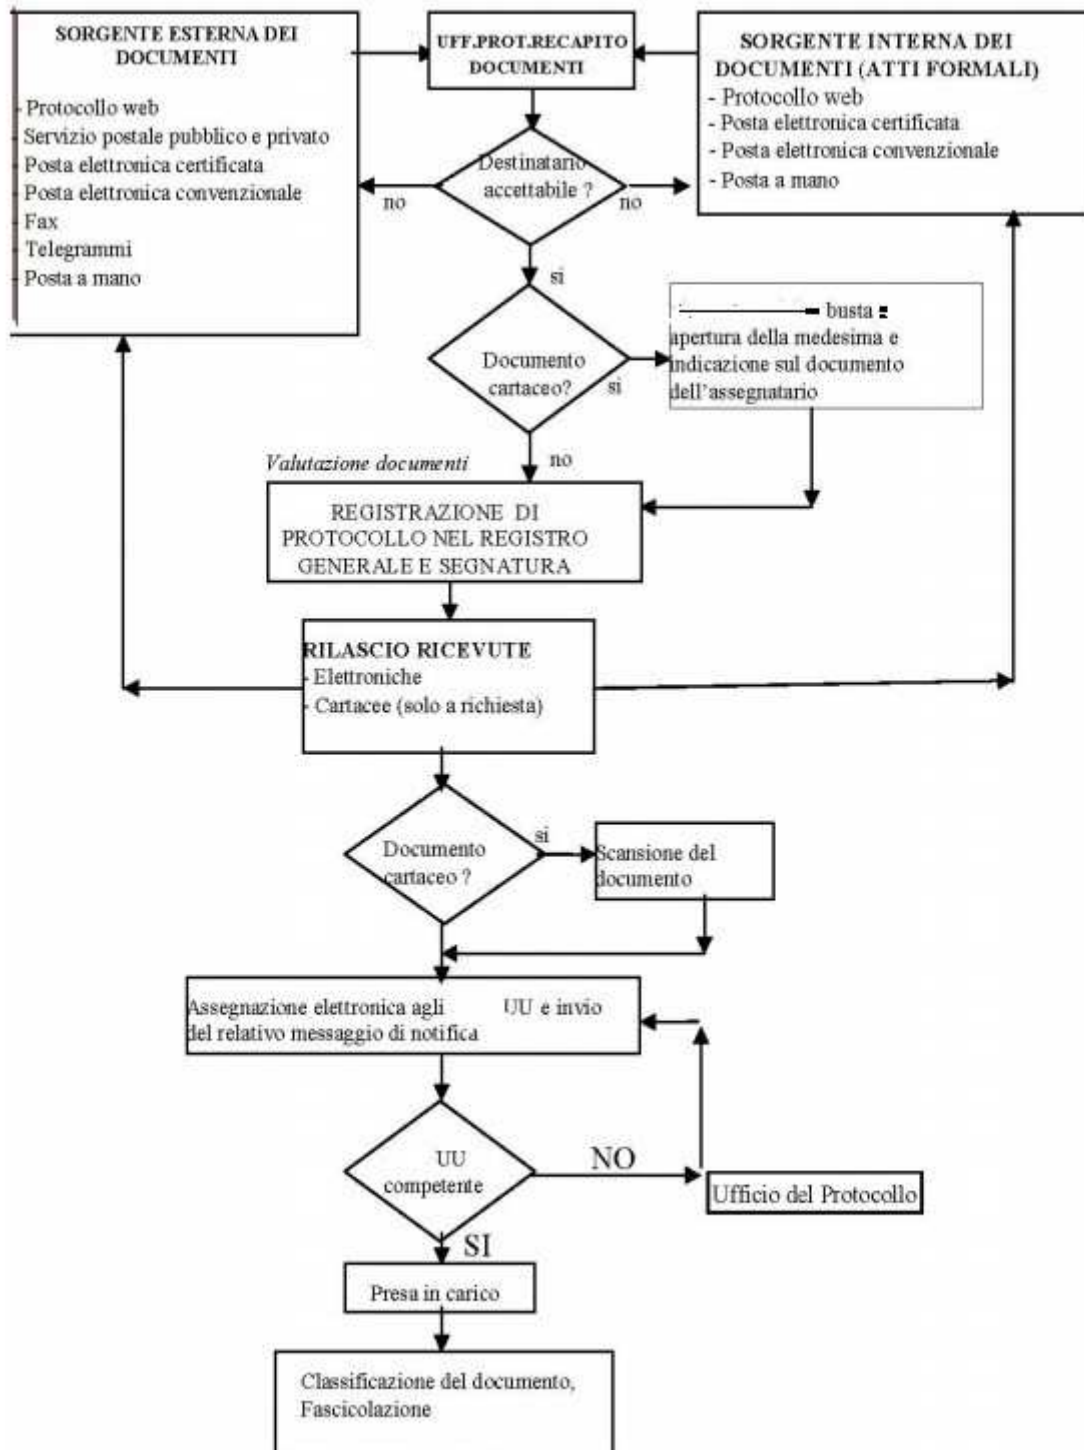 SORGENTE ESTERNA DEI
DOCUMENTI
- Protocollo web
- Servizio postale pubblico e privato
- Posta elettronica certificata
- Posta elettronica convenzionale
- Fax
- Telegrammi
- Posta a mano
UFF.PROT.RECAPITO
DOCUMENTI
SORGENTE INTERNA DEI
DOCUMENTI (ATTI FORMALI)
- Protocollo web
- Posta elettronica certificata
- Posta elettronica convenzionale
- Posta a mano
Destinatario
accettabile ?
no
no
si
Documento
cartaceo?
si
busta
apertura della medesima e
indicazione sul documento
dell'assegnatario
no
Valutazione documenti
REGISTRAZIONE DI
PROTOCOLLO NEL REGISTRO
GENERALE E SEGNATURA
RILASCIO RICEVUTE
- Elettroniche
- Cartacee (solo a richiesta)
Documento
cartaceo ?
si
Scansione del
documento
Assegnazione elettronica agli UU e invio
del relativo messaggio di notifica
UU
competente
NO
Ufficio del Protocollo
SI
Presa in carico
Classificazione del documento,
Fascicolazione